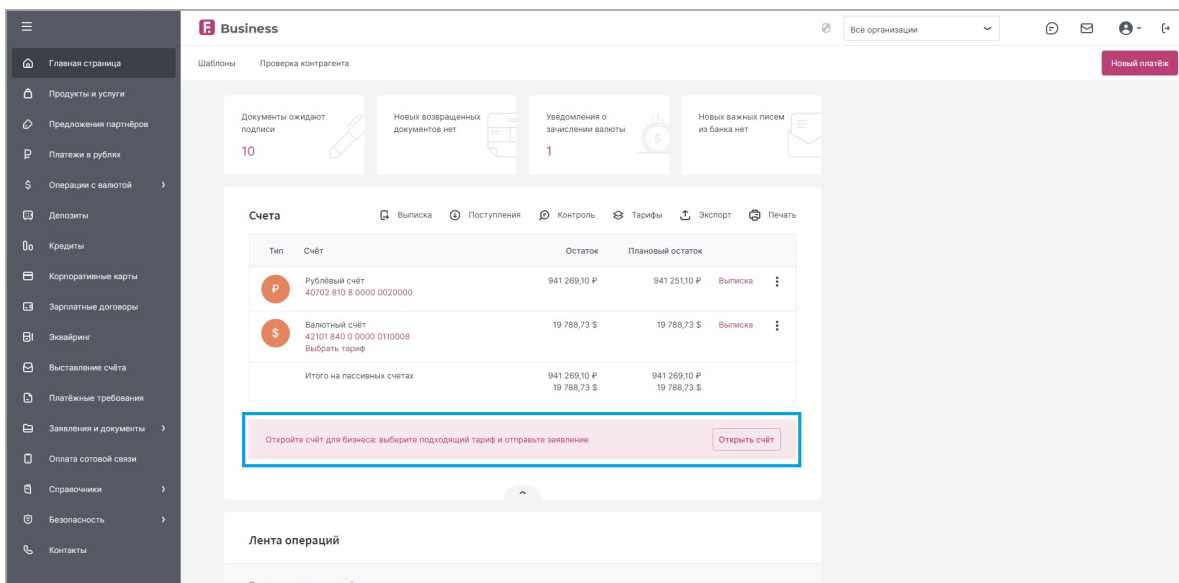 F. Business
Все организации
Шаблоны
Проверка контрагента
Новый платёж
Главная страница
Продукты и услуги
Предложения партнёров
Платежи в рублях
Операции с валютой
Депозиты
Кредиты
Корпоративные карты
Зарплатные договоры
Эквайринг
Выставление счёта
Платёжные требования
Заявления и документы
Оплата сотовой связи
Справочники
Безопасность
Контакты
Документы ожидают
подписи
10
Новых возвращенных
документов нет
Уведомления о
зачислении валюты
1
Новых важных писем
из банка нет
Счета
Выписка
Поступления
Контроль
Тарифы
Экспорт
Печать
Тип Счёт Остаток Плановый остаток
Рублёвый счёт 941 269,10 ₽ 941 251,10 ₽ Выписка
40702 810 8 0000 0020000
Валютный счёт 19 788,73 $ 19 788,73 $ Выписка
42101 840 0 0000 0110008
Выбрать тариф
Итого на пассивных счетах 941 269,10 ₽ 941 269,10 ₽
19 788,73 $ 19 788,73 $
Откройте счёт для бизнеса: выберите подходящий тариф и отправьте заявление
Открыть счёт
Лента операций